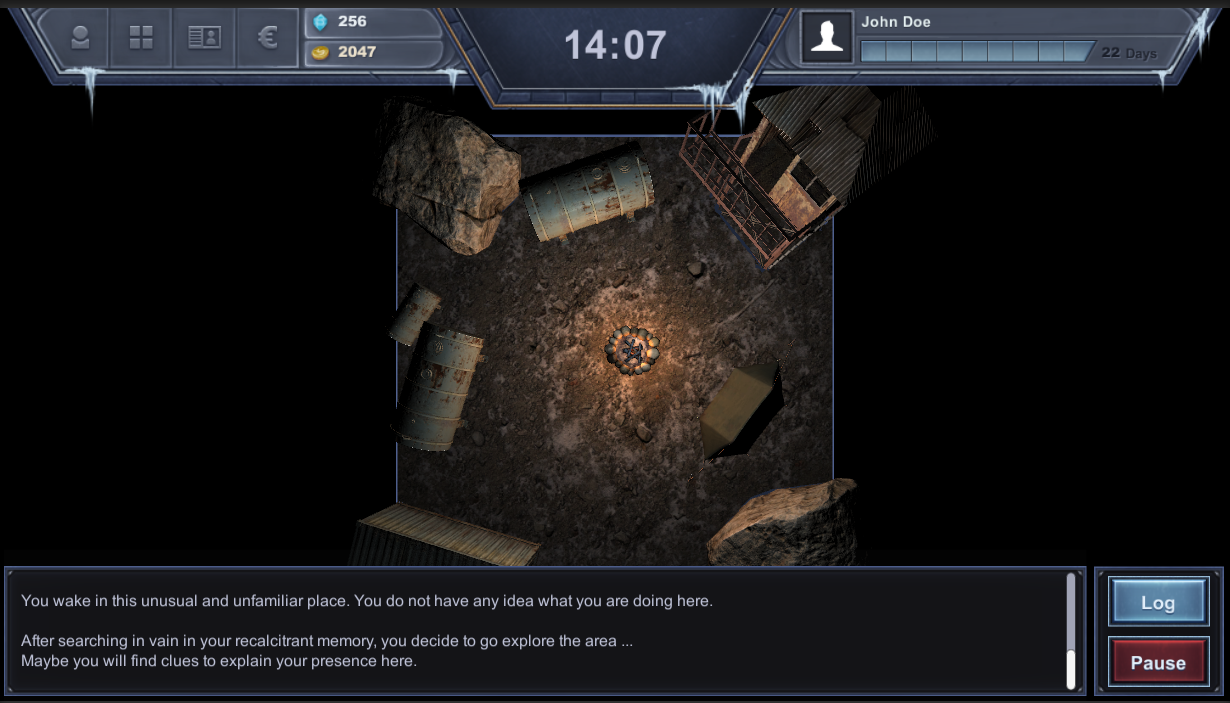 256
2047
14:07
John Doe
22 Days
You wake in this unusual and unfamiliar place. You do not have any idea what you are doing here.
After searching in vain in your recalcitrant memory, you decide to go explore the area ...
Maybe you will find clues to explain your presence here.
Log
Pause